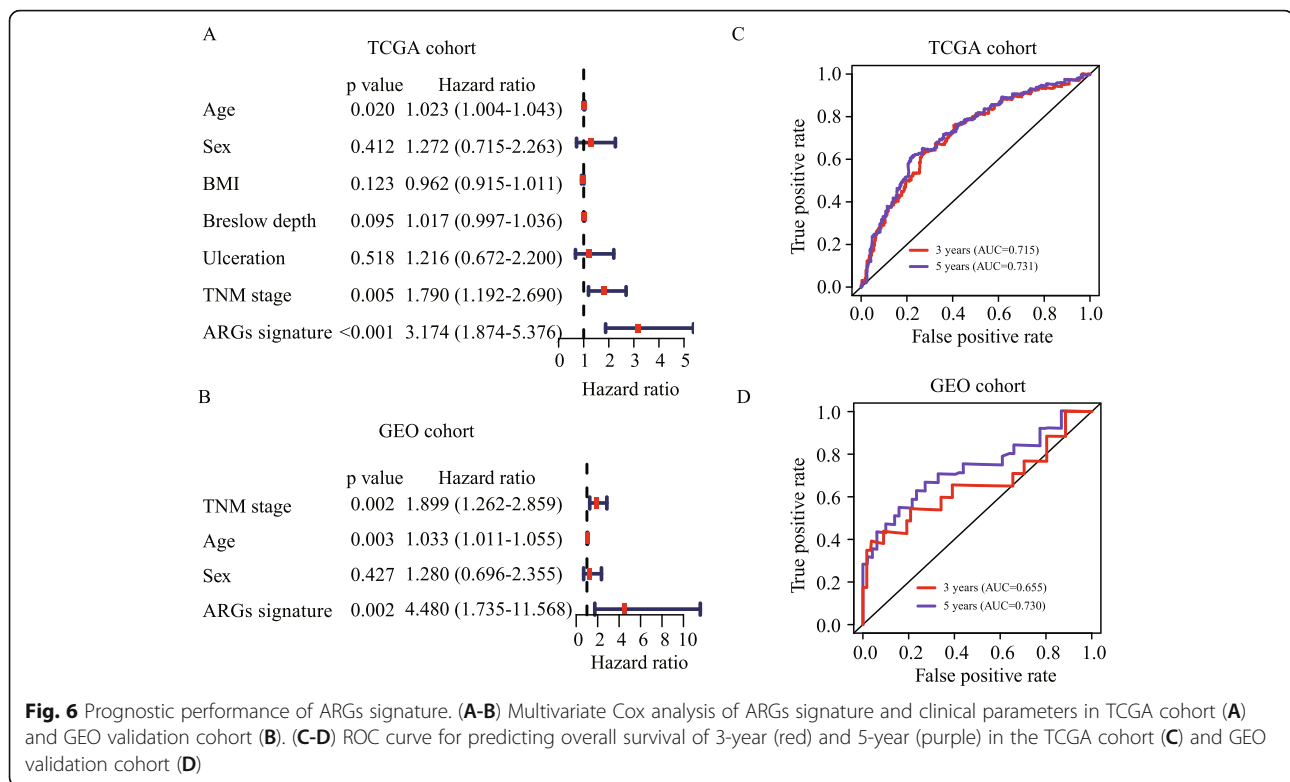 A
TCGA cohort
p value Hazard ratio
Age 0.020 1.023 (1.004-1.043)
Sex 0.412 1.272 (0.715-2.263)
BMI 0.123 0.962 (0.915-1.011)
Breslow depth 0.095 1.017 (0.997-1.036)
Ulceration 0.518 1.216 (0.672-2.200)
TNM stage 0.005 1.790 (1.192-2.690)
ARGs signature <0.001 3.174 (1.874-5.376)
0 1 2 3 4 5
Hazard ratio
B
GEO cohort
p value Hazard ratio
TNM stage 0.002 1.899 (1.262-2.859)
Age 0.003 1.033 (1.011-1.055)
Sex 0.427 1.280 (0.696-2.355)
ARGs signature 0.002 4.480 (1.735-11.568)
0 2 4 6 8 10
Hazard ratio
C
TCGA cohort
True positive rate
1.0
0.8
0.6
0.4
0.2
0.0
3 years (AUC=0.715)
5 years (AUC=0.731)
0.0 0.2 0.4 0.6 0.8 1.0
False positive rate
D
GEO cohort
True positive rate
1.0
0.8
0.6
0.4
0.2
0.0
3 years (AUC=0.655)
5 years (AUC=0.730)
0.0 0.2 0.4 0.6 0.8 1.0
False positive rate
Fig. 6 Prognostic performance of ARGs signature. (A-B) Multivariate Cox analysis of ARGs signature and clinical parameters in TCGA cohort (A)
and GEO validation cohort (B). (C-D) ROC curve for predicting overall survival of 3-year (red) and 5-year (purple) in the TCGA cohort (C) and GEO
validation cohort (D)